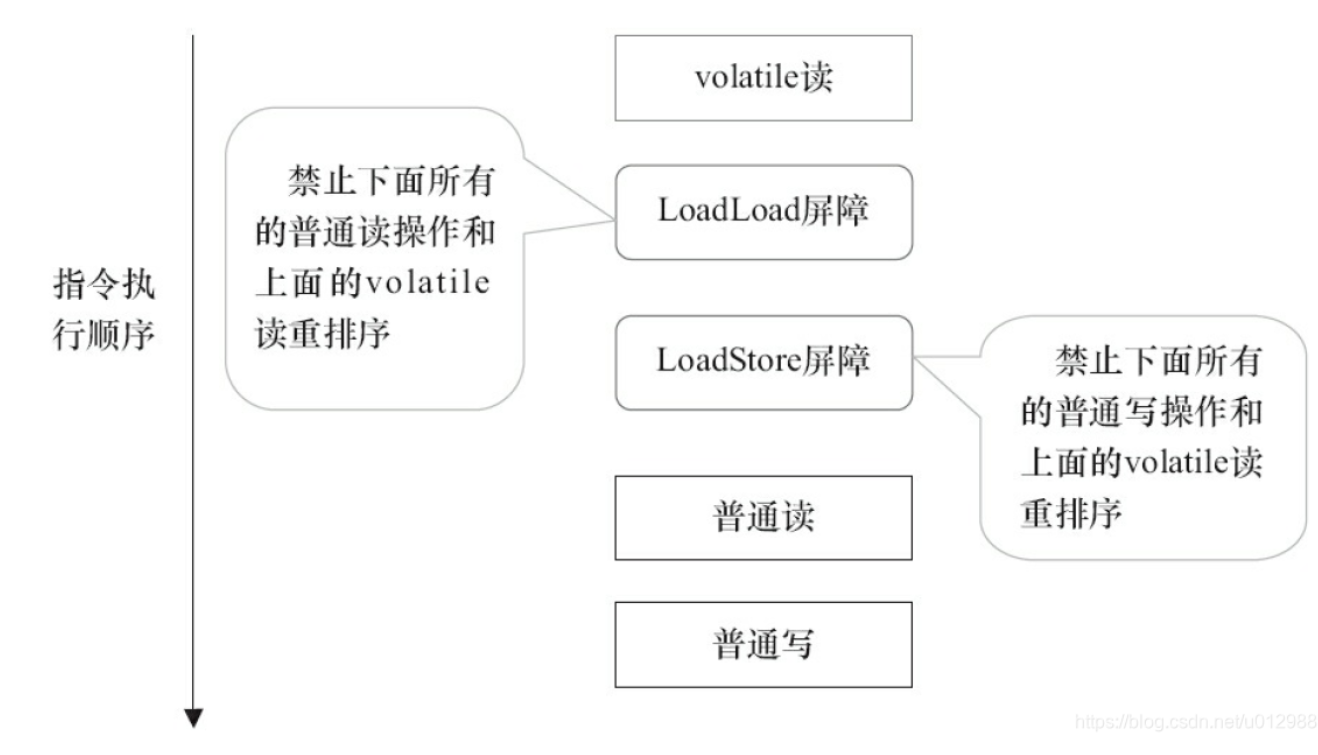 volatile读
禁止下面所有
的普通读操作和
上面的volatile
读重排序
LoadLoad屏障
指令执
行顺序
LoadStore屏障
禁止下面所有
的普通写操作和
上面的volatile读
重排序
普通读
普通写
https://blog.csdn.net/u012988